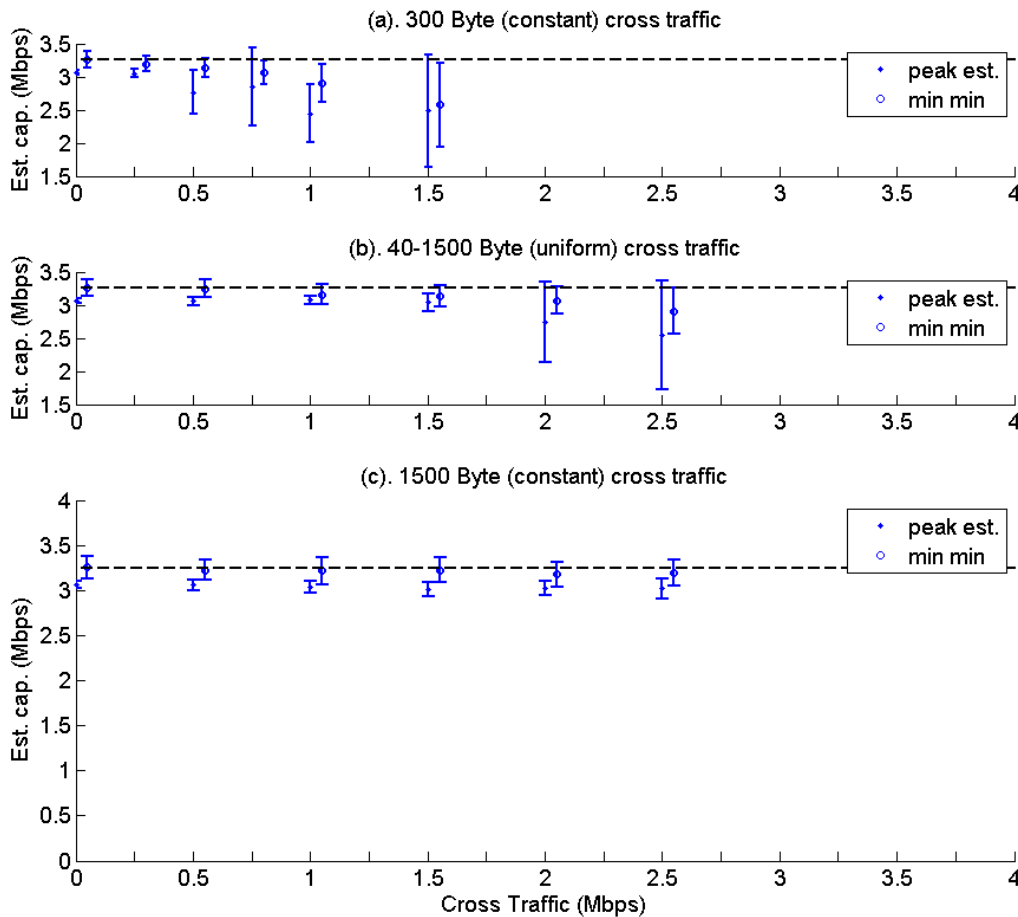 (a). 300 Byte (constant) cross traffic
Est. cap. (Mbps)
3.5
3
2.5
2
1.5
0 0.5 1 1.5 2 2.5 3 3.5 4
peak est.
min min
(b). 40-1500 Byte (uniform) cross traffic
Est. cap. (Mbps)
3.5
3
2.5
2
1.5
0 0.5 1 1.5 2 2.5 3 3.5 4
peak est.
min min
(c). 1500 Byte (constant) cross traffic
Est. cap. (Mbps)
4
3.5
3
2.5
2
1.5
1
0.5
0
0 0.5 1 1.5 2 2.5 3 3.5 4
peak est.
min min
Cross Traffic (Mbps)